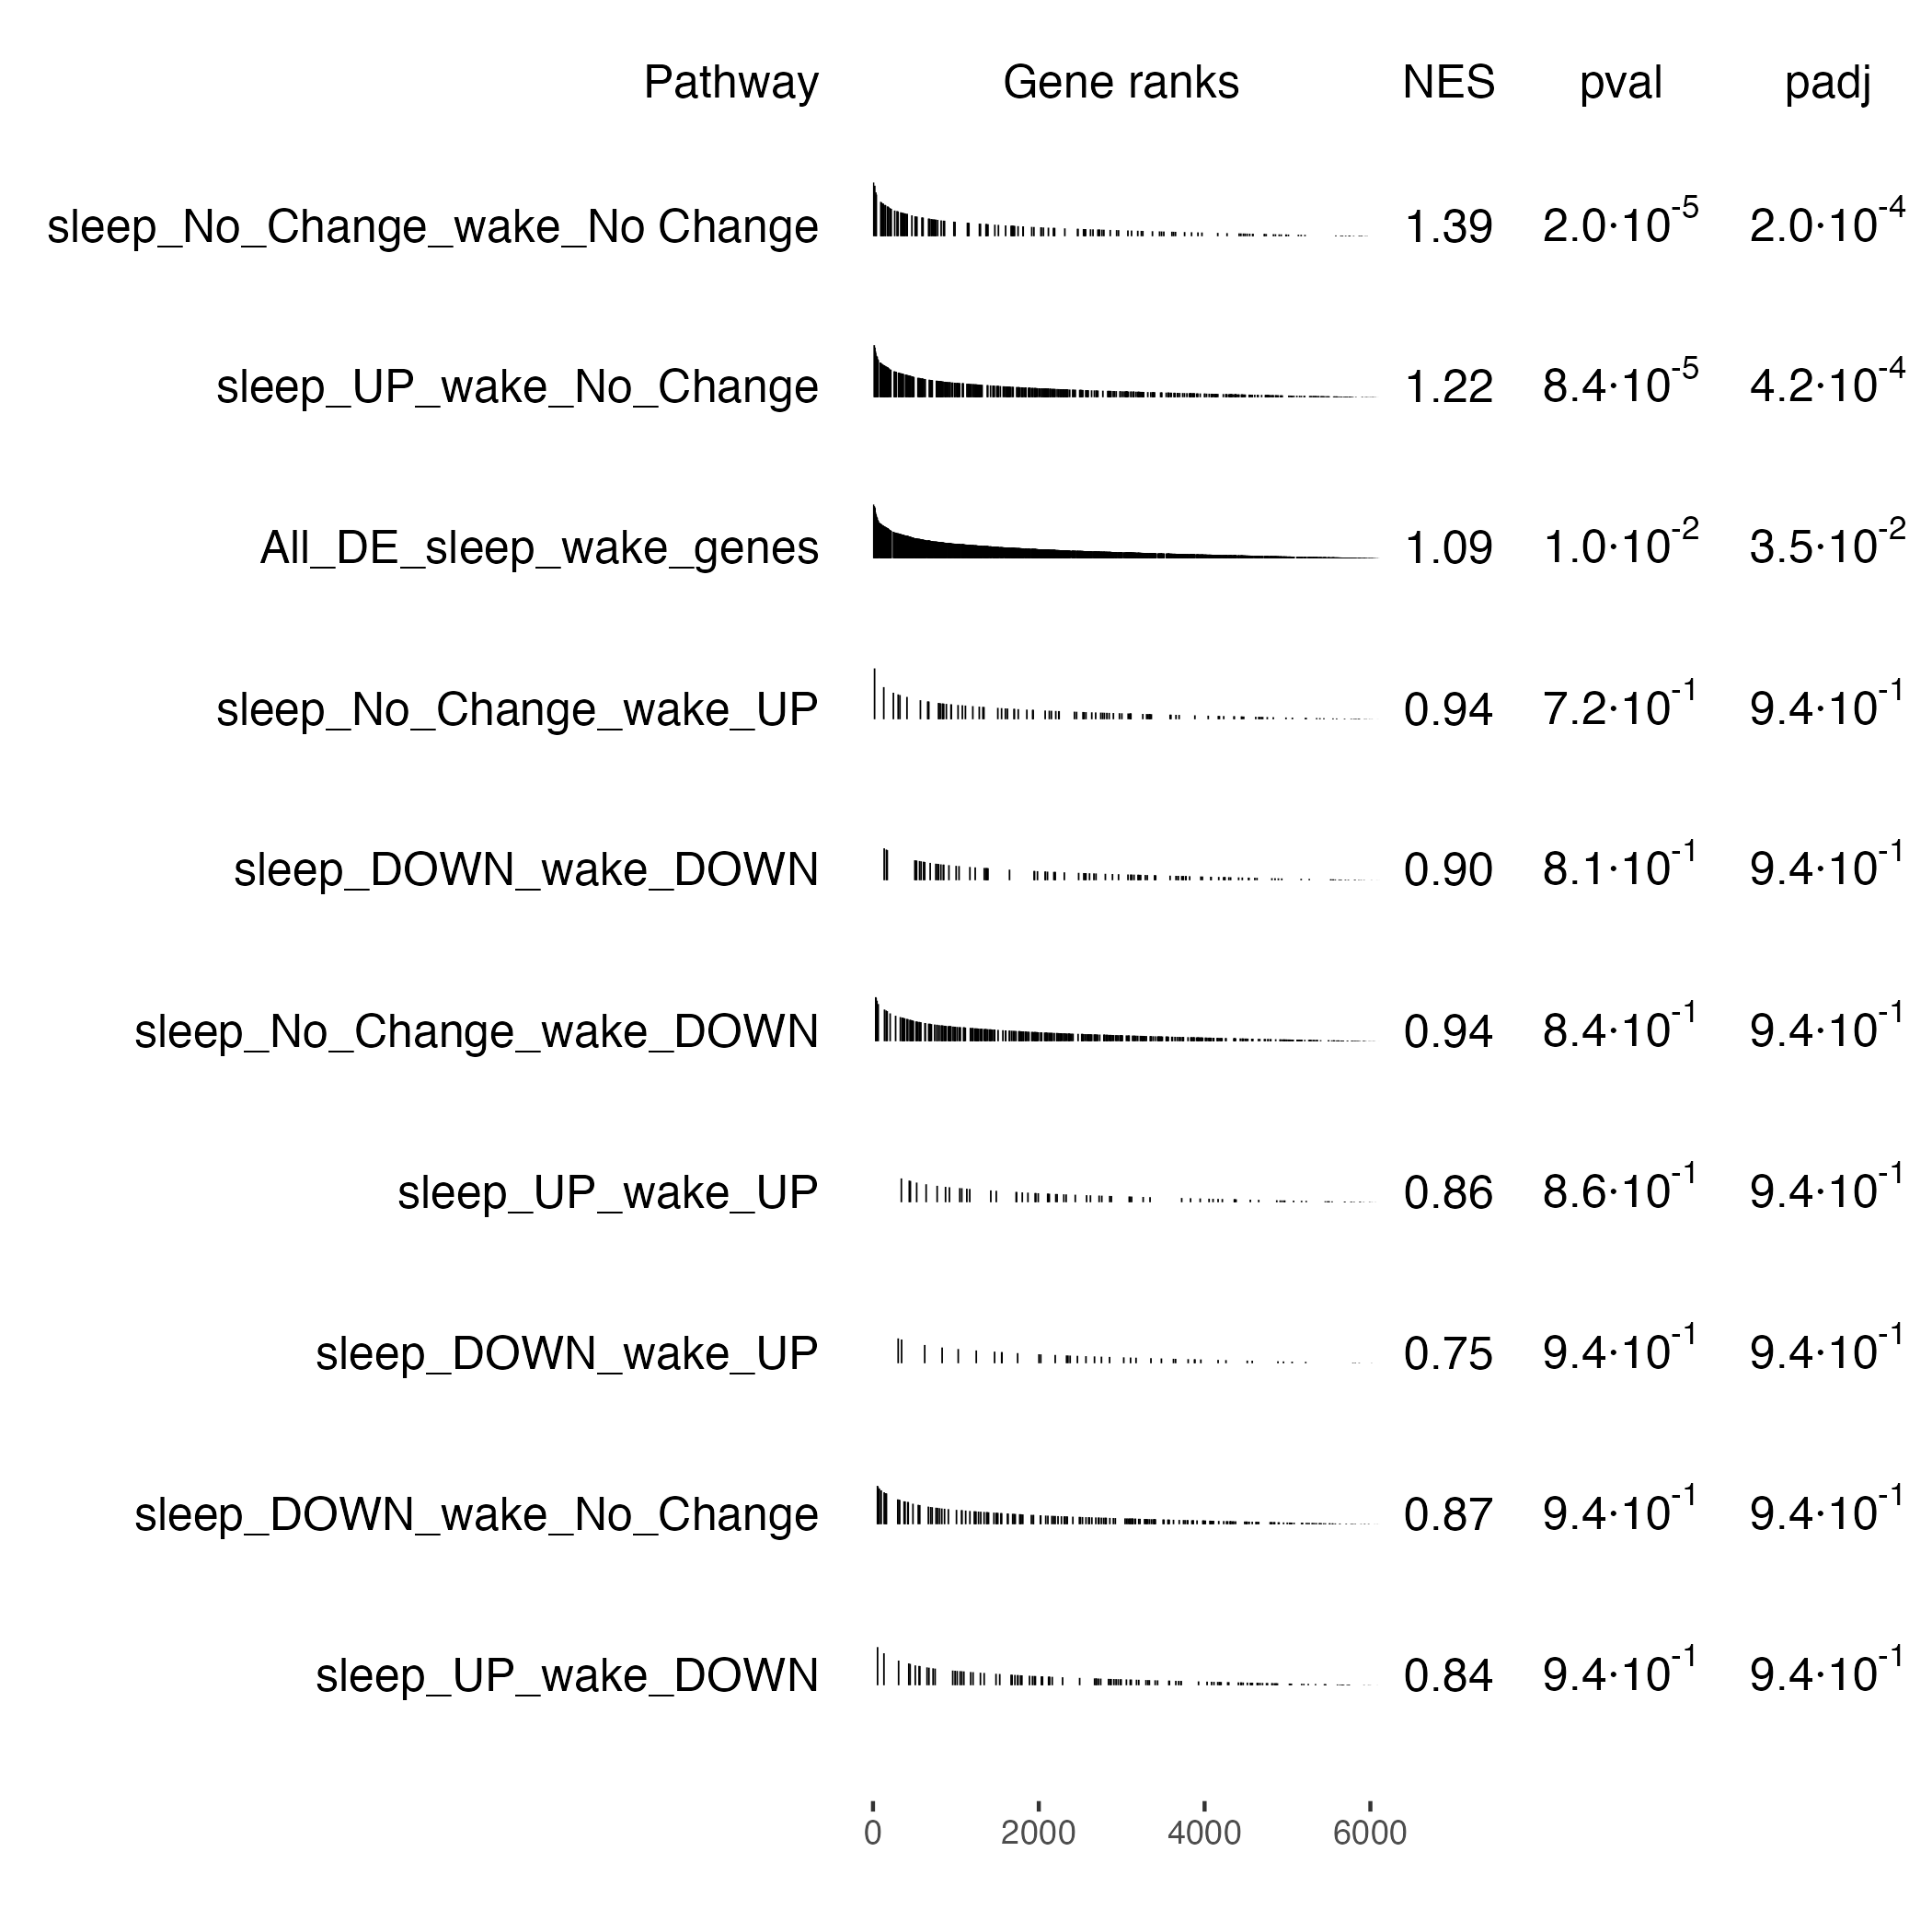 Pathway Gene ranks NES pval padj
sleep_No_Change_wake_No Change 1.39 2.0·10⁻⁵ 2.0·10⁻⁴
sleep_UP_wake_No_Change 1.22 8.4·10⁻⁵ 4.2·10⁻⁴
All_DE_sleep_wake_genes 1.09 1.0·10⁻² 3.5·10⁻²
sleep_No_Change_wake_UP 0.94 7.2·10⁻¹ 9.4·10⁻¹
sleep_DOWN_wake_DOWN 0.90 8.1·10⁻¹ 9.4·10⁻¹
sleep_No_Change_wake_DOWN 0.94 8.4·10⁻¹ 9.4·10⁻¹
sleep_UP_wake_UP 0.86 8.6·10⁻¹ 9.4·10⁻¹
sleep_DOWN_wake_UP 0.75 9.4·10⁻¹ 9.4·10⁻¹
sleep_DOWN_wake_No_Change 0.87 9.4·10⁻¹ 9.4·10⁻¹
sleep_UP_wake_DOWN 0.84 9.4·10⁻¹ 9.4·10⁻¹
0 2000 4000 6000